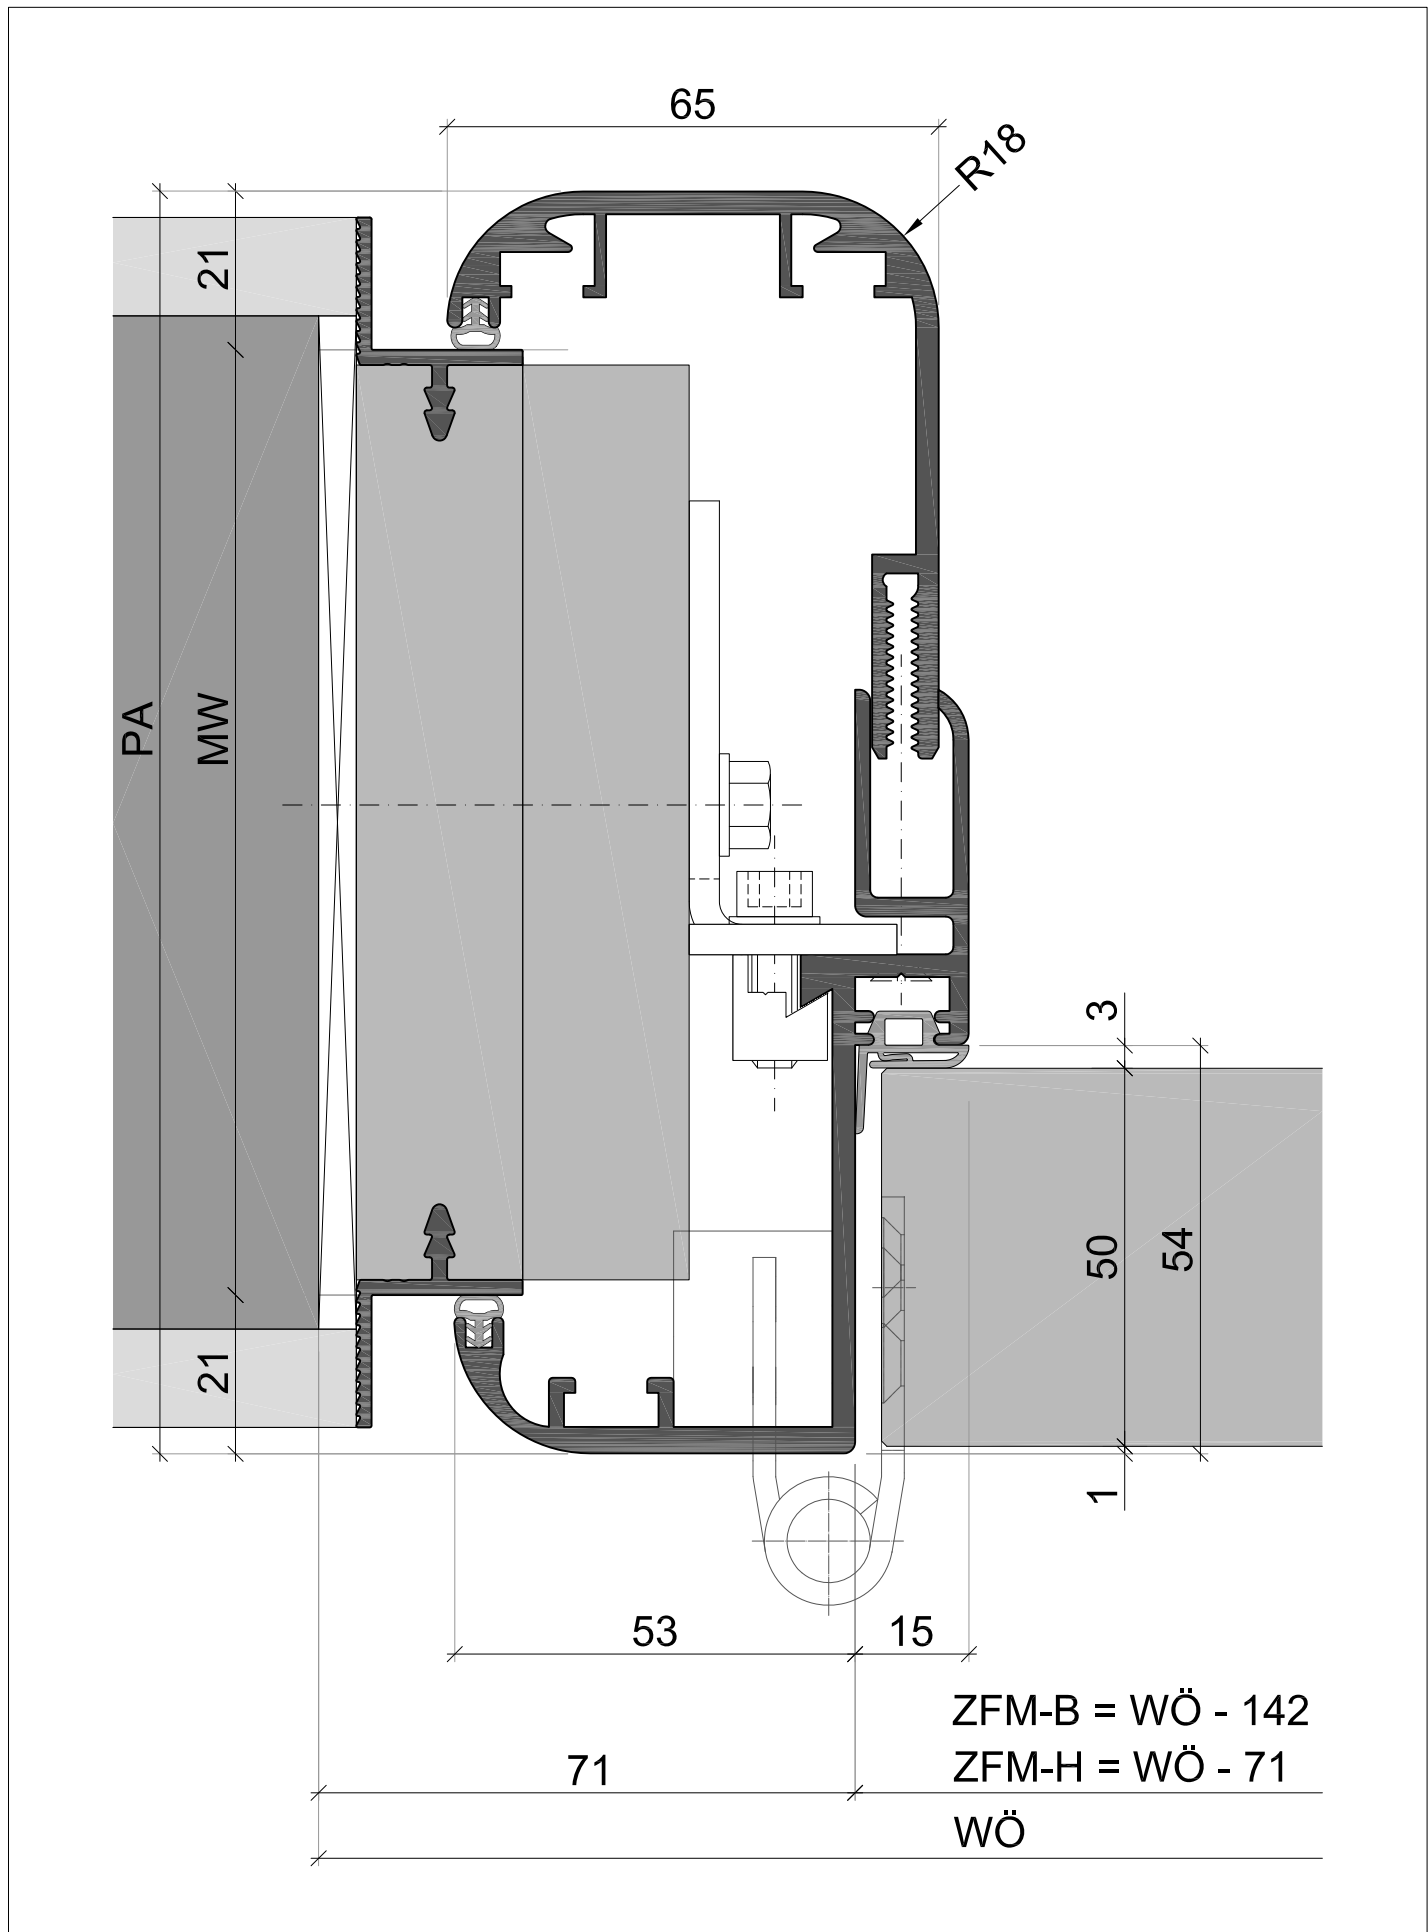 65
R18
21
PA
MW
3
50
54
21
1
53
15
ZFM-B = WÖ - 142
71
ZFM-H = WÖ - 71
WÖ